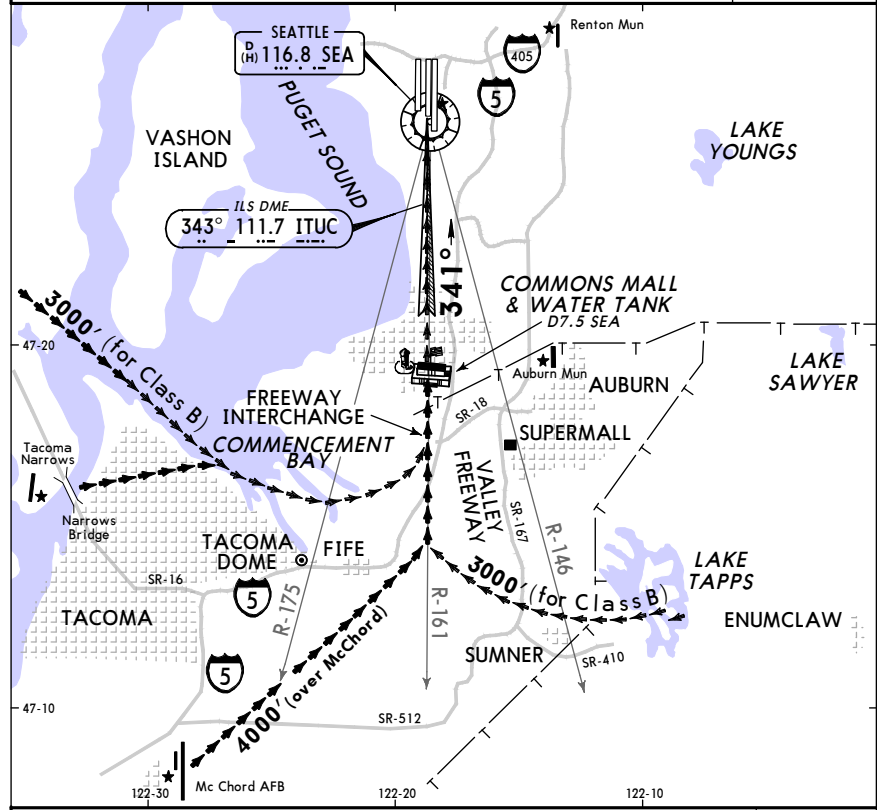 Renton Mun
SEATTLE
D
(H) 116.8 SEA
405
5
PUGET SOUND
VASHON
ISLAND
LAKE
YOUNGS
ILS DME
343° 111.7 ITUC
341°
COMMONS MALL
& WATER TANK
D7.5 SEA
3000' (for Class B)
47-20
Auburn Mun
AUBURN
LAKE
SAWYER
FREEWAY
INTERCHANGE
SR-18
T
T
T
T
T
T
T
T
T
T
T
T
COMMENCEMENT
BAY
SUPERMALL
Tacoma
Narrows
Narrows
Bridge
VALLEY
FREEWAY
SR-167
R-146
TACOMA
DOME
FIFE
LAKE
TAPPS
SR-16
5
R-175
R-161
3000' (for Class B)
TACOMA
ENUMCLAW
5
4000' (over McChord)
SUMNER
SR-410
47-10
SR-512
Mc Chord AFB
122-30
122-20
122-10